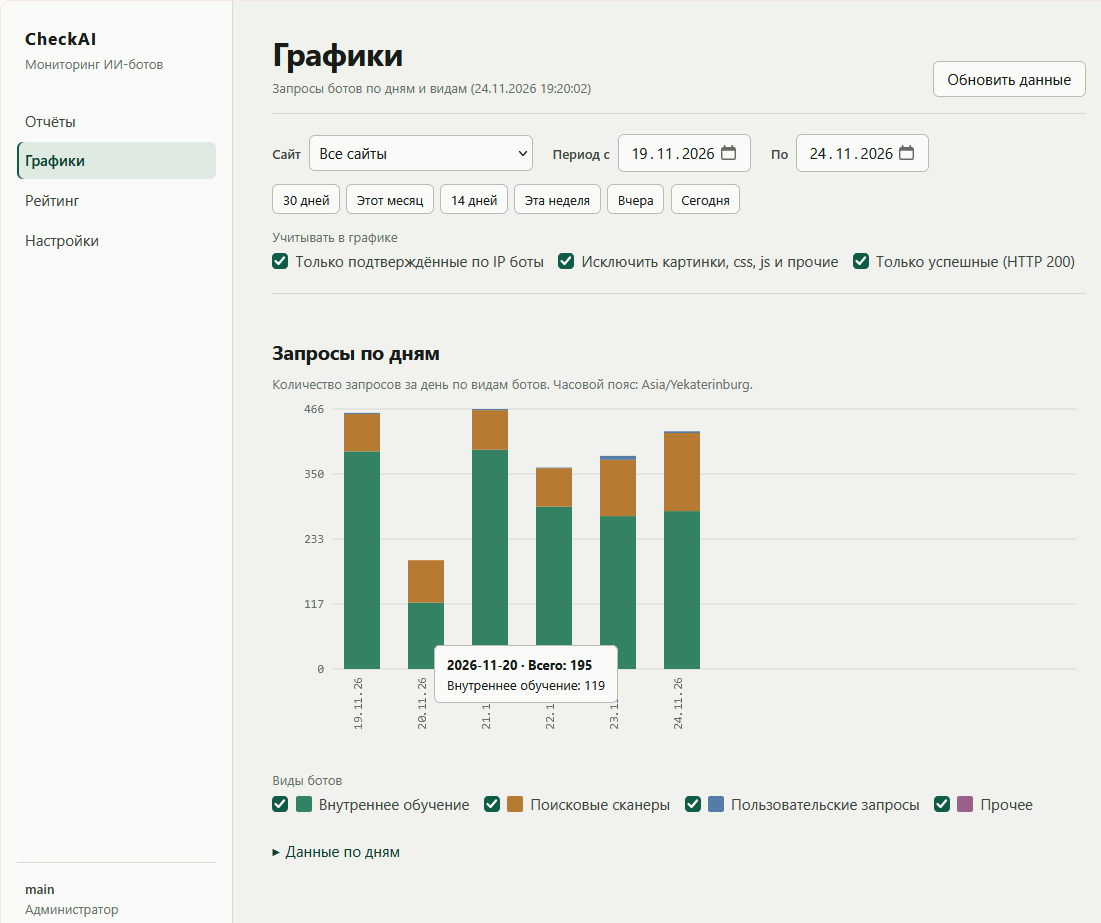 CheckAI
Мониторинг ИИ-ботов
Отчёты
Графики
Рейтинг
Настройки
main
Администратор
Графики
Запросы ботов по дням и видам (24.11.2026 19:20:02)
Обновить данные
Сайт Все сайты Период с 19.11.2026 По 24.11.2026
30 дней Этот месяц 14 дней Эта неделя Вчера Сегодня
Учитывать в графике
Только подтверждённые по IP боты Исключить картинки, css, js и прочие Только успешные (HTTP 200)
Запросы по дням
Количество запросов за день по видам ботов. Часовой пояс: Asia/Yekaterinburg.
466
350
233
117
0
2026-11-20 · Всего: 195
Внутреннее обучение: 119
19.11.26 20.11.26 21.1 22.1 23. 24.11.26
Виды ботов
Внутреннее обучение Поисковые сканеры Пользовательские запросы Прочее
▸ Данные по дням